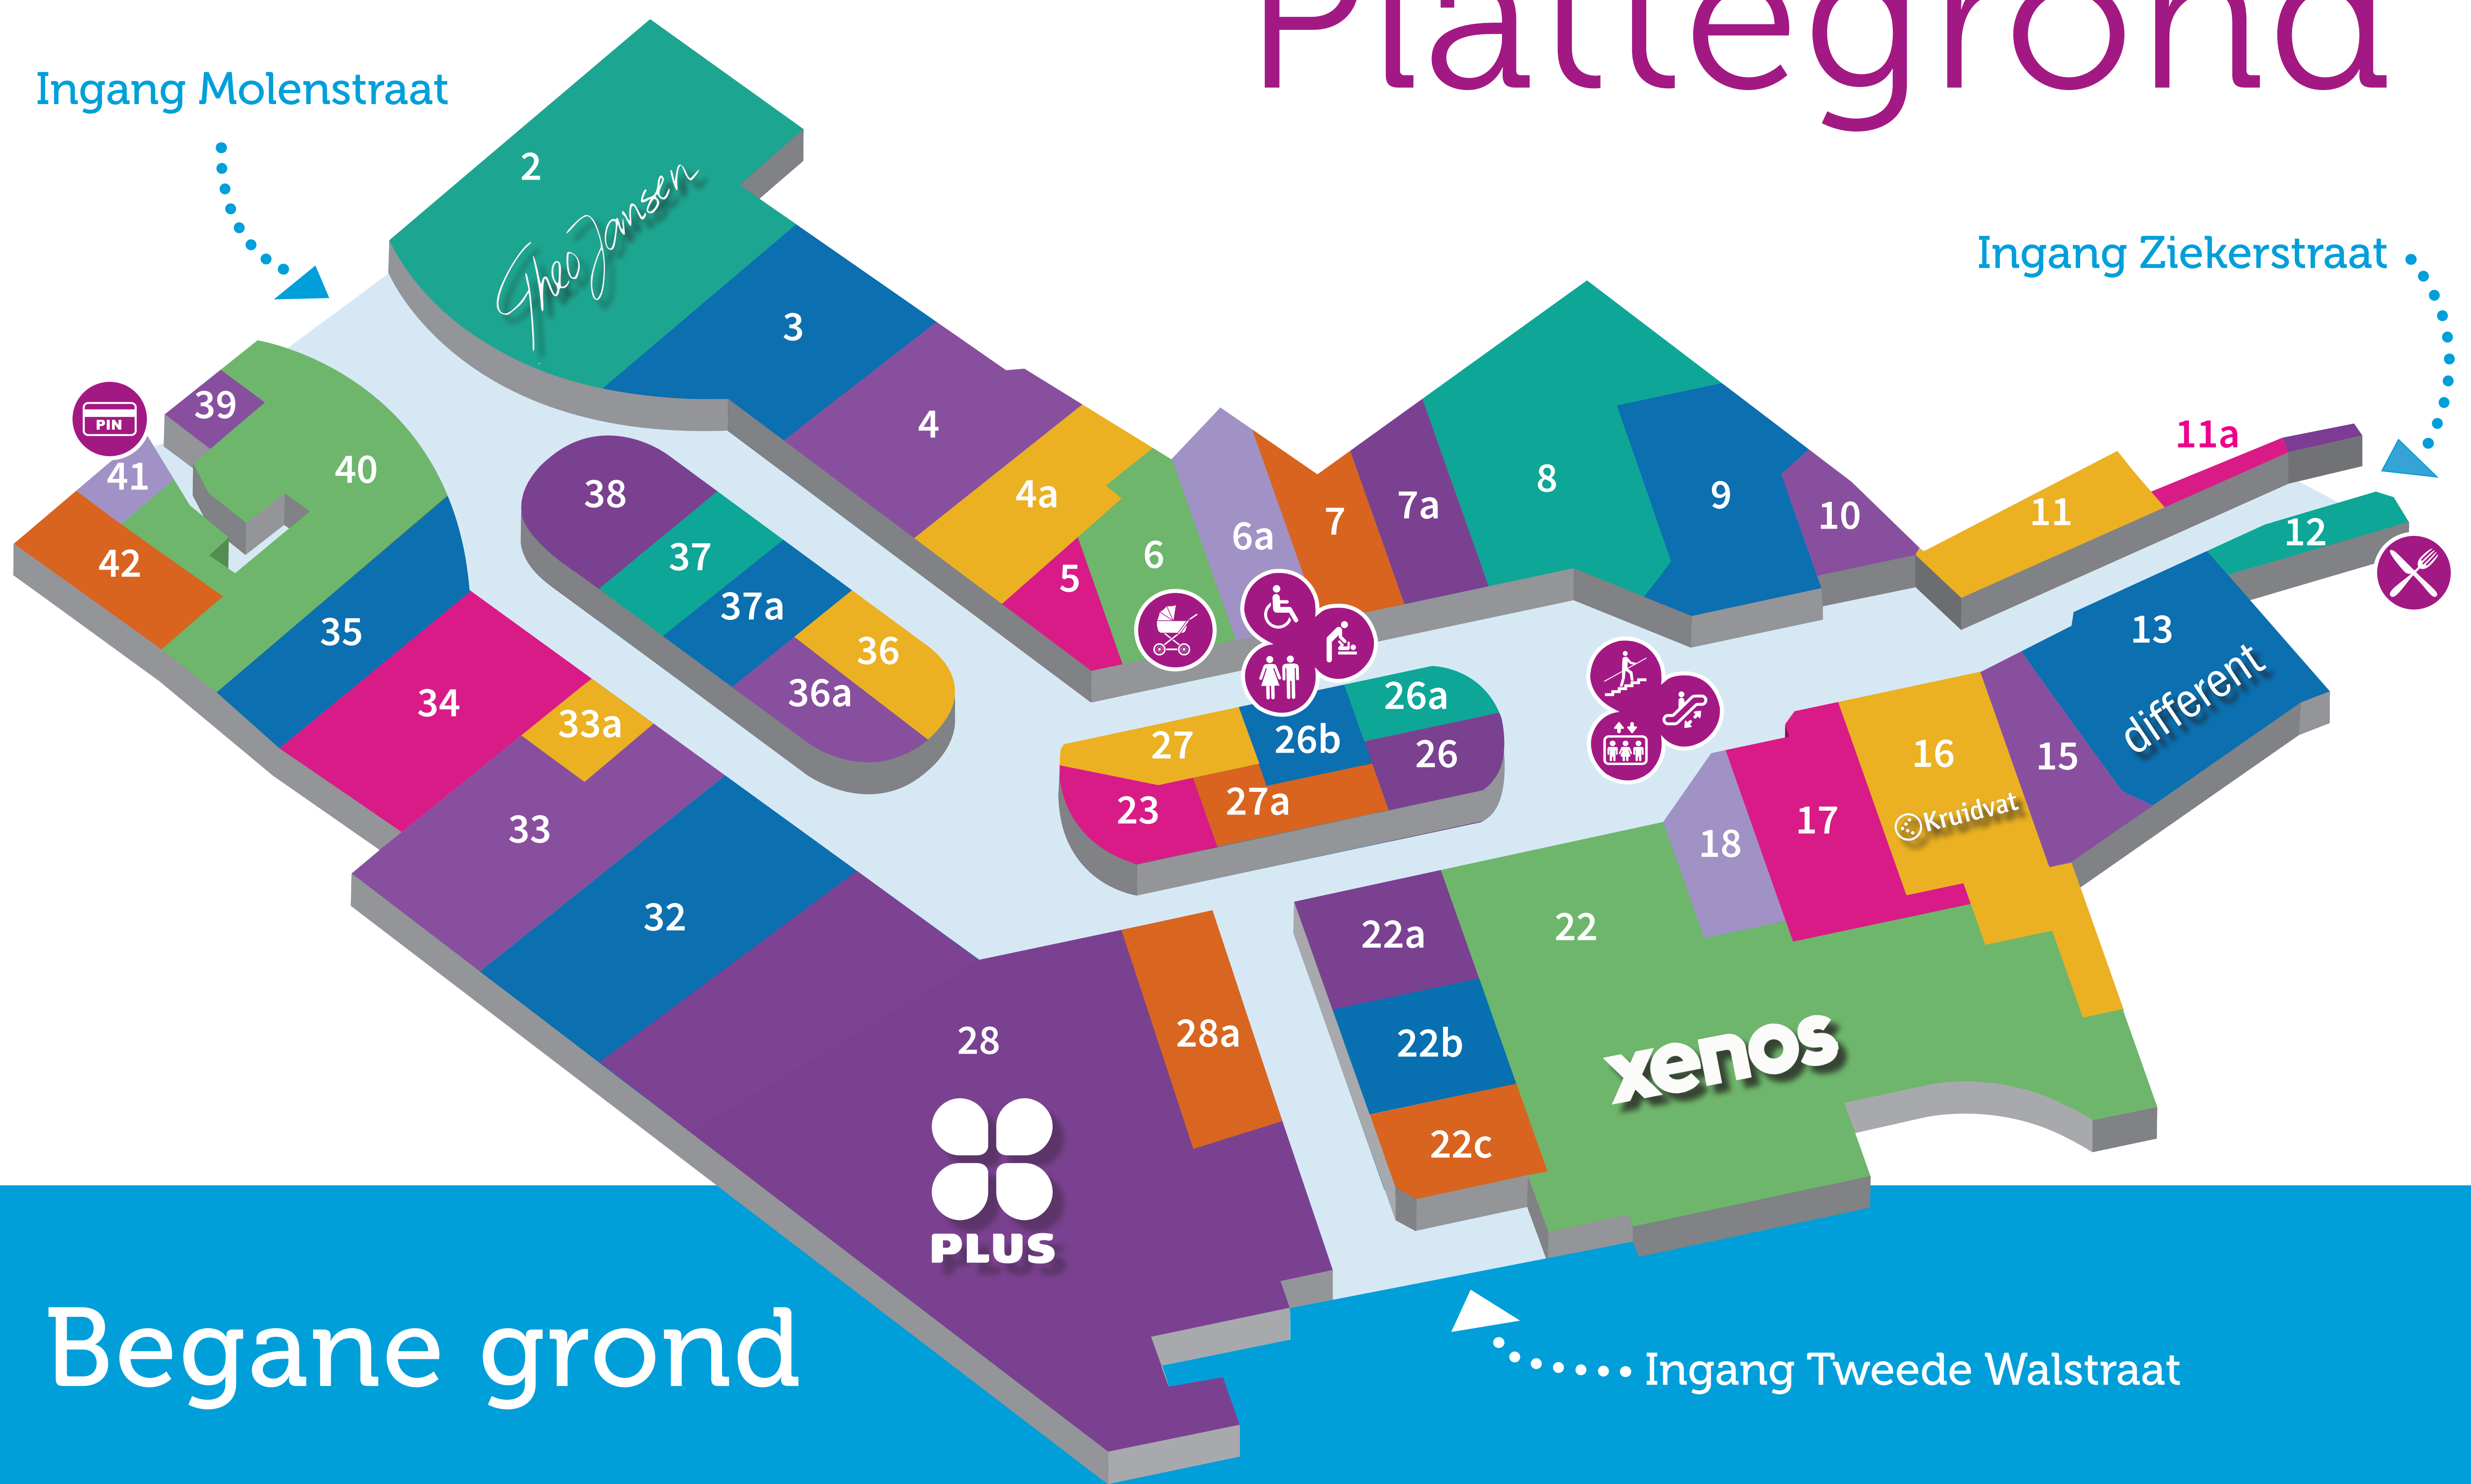 Plattegrond
Ingang Molenstraat
2
Theo Jansen
Ingang Ziekerstraat
3
39
PIN
4
11a
40
41
38
4a
8
9
7a
10
11
7
6a
12
37
6
42
5
37a
13
35
36
different
34
36a
26a
33a
27
26b
26
16
15
23
27a
Kruidvat
17
33
18
32
22a
22
28
28a
22b
xenos
22c
PLUS
Begane grond
Ingang Tweede Walstraat